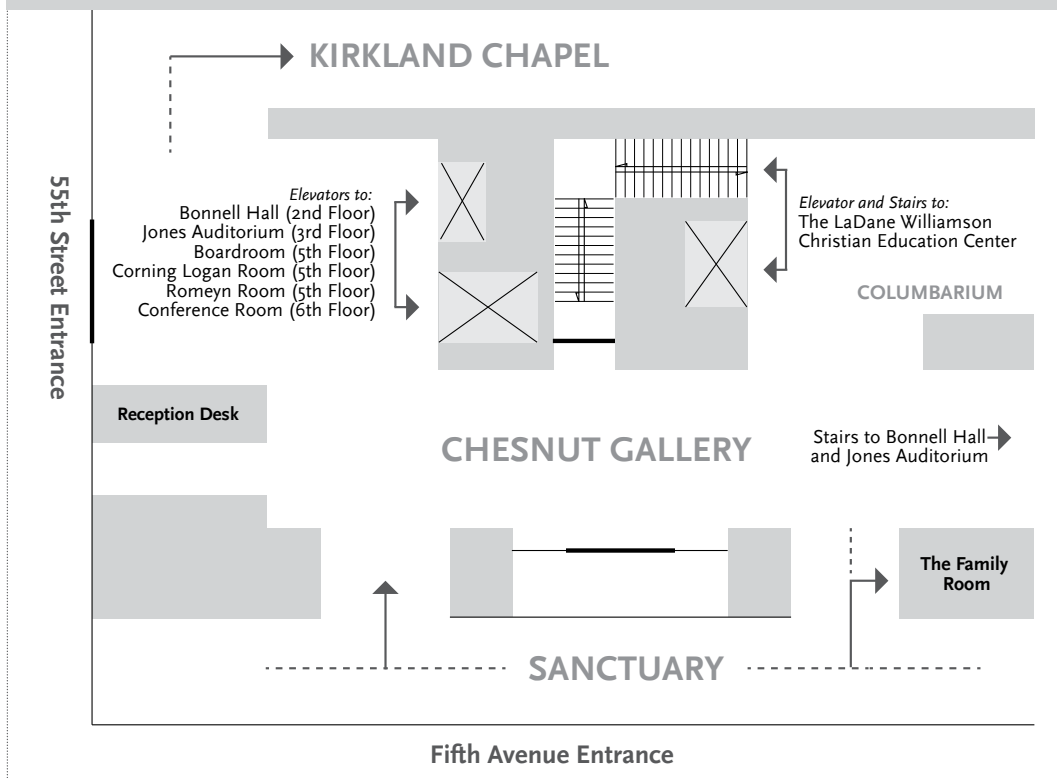 KIRKLAND CHAPEL
55th Street Entrance
Elevators to:
Bonnell Hall (2nd Floor)
Jones Auditorium (3rd Floor)
Boardroom (5th Floor)
Corning Logan Room (5th Floor)
Romeyn Room (5th Floor)
Conference Room (6th Floor)
Elevator and Stairs to:
The LaDane Williamson
Christian Education Center
COLUMBARIUM
Reception Desk
CHESNUT GALLERY
Stairs to Bonnell Hall
and Jones Auditorium
The Family
Room
SANCTUARY
Fifth Avenue Entrance